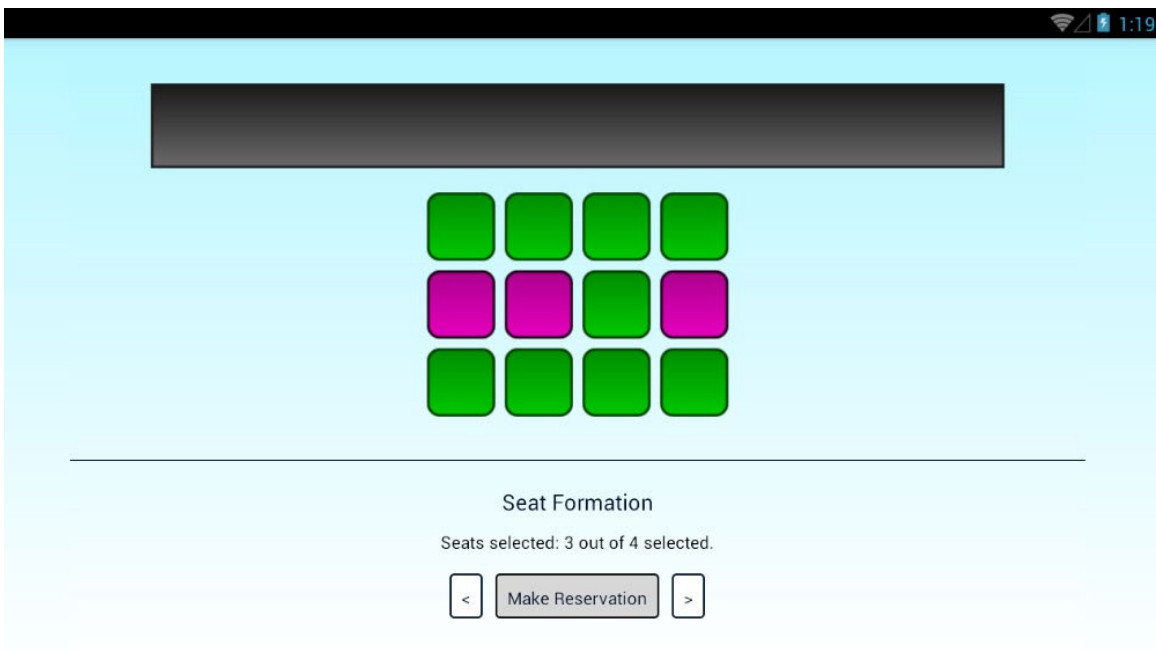 1:19
Seat Formation
Seats selected: 3 out of 4 selected.
< Make Reservation >